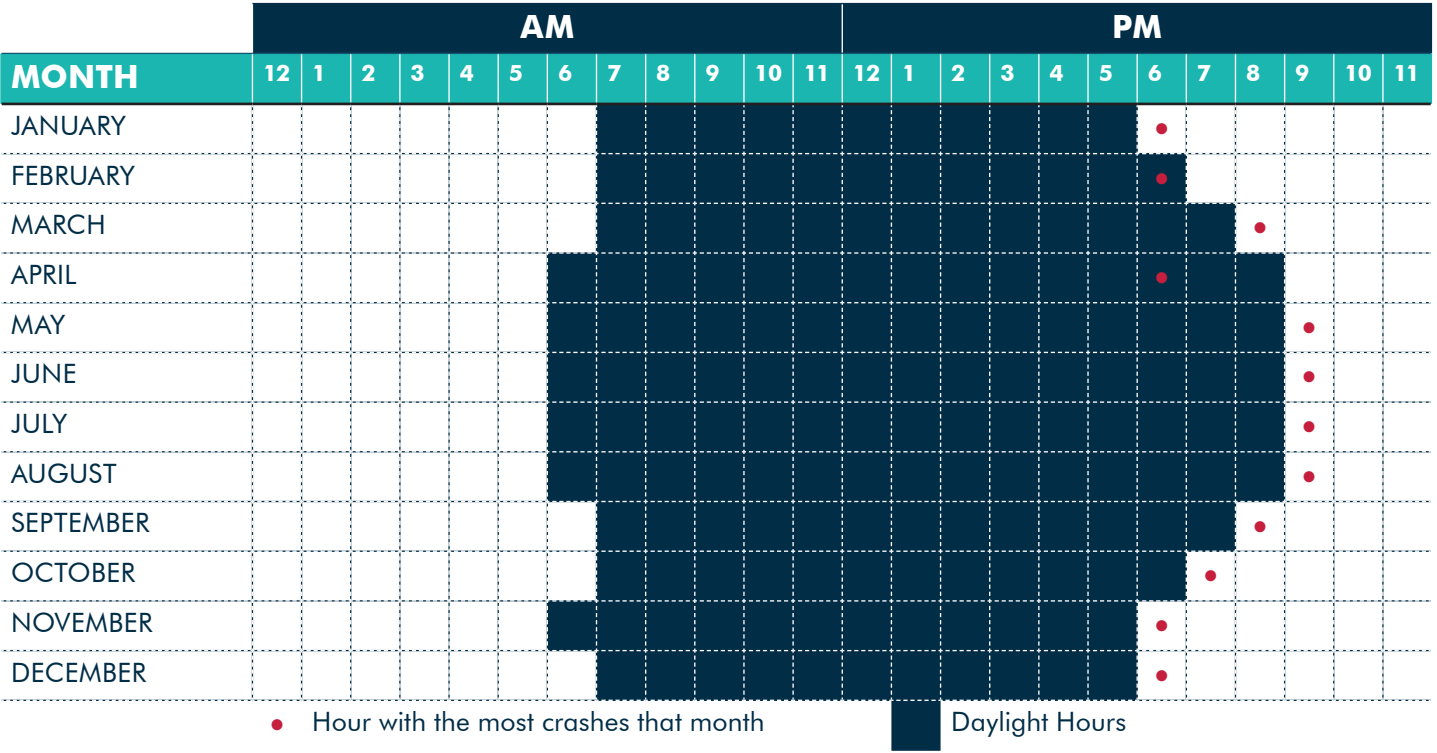 AM PM
MONTH 12 1 2 3 4 5 6 7 8 9 10 11 12 1 2 3 4 5 6 7 8 9 10 11
JANUARY
FEBRUARY
MARCH
APRIL
MAY
JUNE
JULY
AUGUST
SEPTEMBER
OCTOBER
NOVEMBER
DECEMBER
Hour with the most crashes that month Daylight Hours